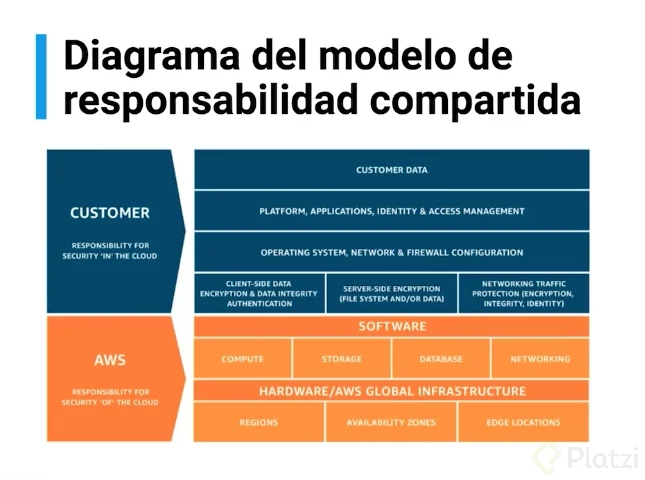 Diagrama del modelo de
responsabilidad compartida
CUSTOMER
RESPONSIBILITY FOR
SECURITY 'IN' THE CLOUD
CUSTOMER DATA
PLATFORM, APPLICATIONS, IDENTITY & ACCESS MANAGEMENT
OPERATING SYSTEM, NETWORK & FIREWALL CONFIGURATION
CLIENT-SIDE DATA
ENCRYPTION & DATA INTEGRITY
AUTHENTICATION
SERVER-SIDE ENCRYPTION
(FILE SYSTEM AND/OR DATA)
NETWORKING TRAFFIC
PROTECTION (ENCRYPTION,
INTEGRITY, IDENTITY)
AWS
RESPONSIBILITY FOR
SECURITY 'OF' THE CLOUD
SOFTWARE
COMPUTE
STORAGE
DATABASE
NETWORKING
HARDWARE/AWS GLOBAL INFRASTRUCTURE
REGIONS
AVAILABILITY ZONES
EDGE LOCATIONS
Platzi